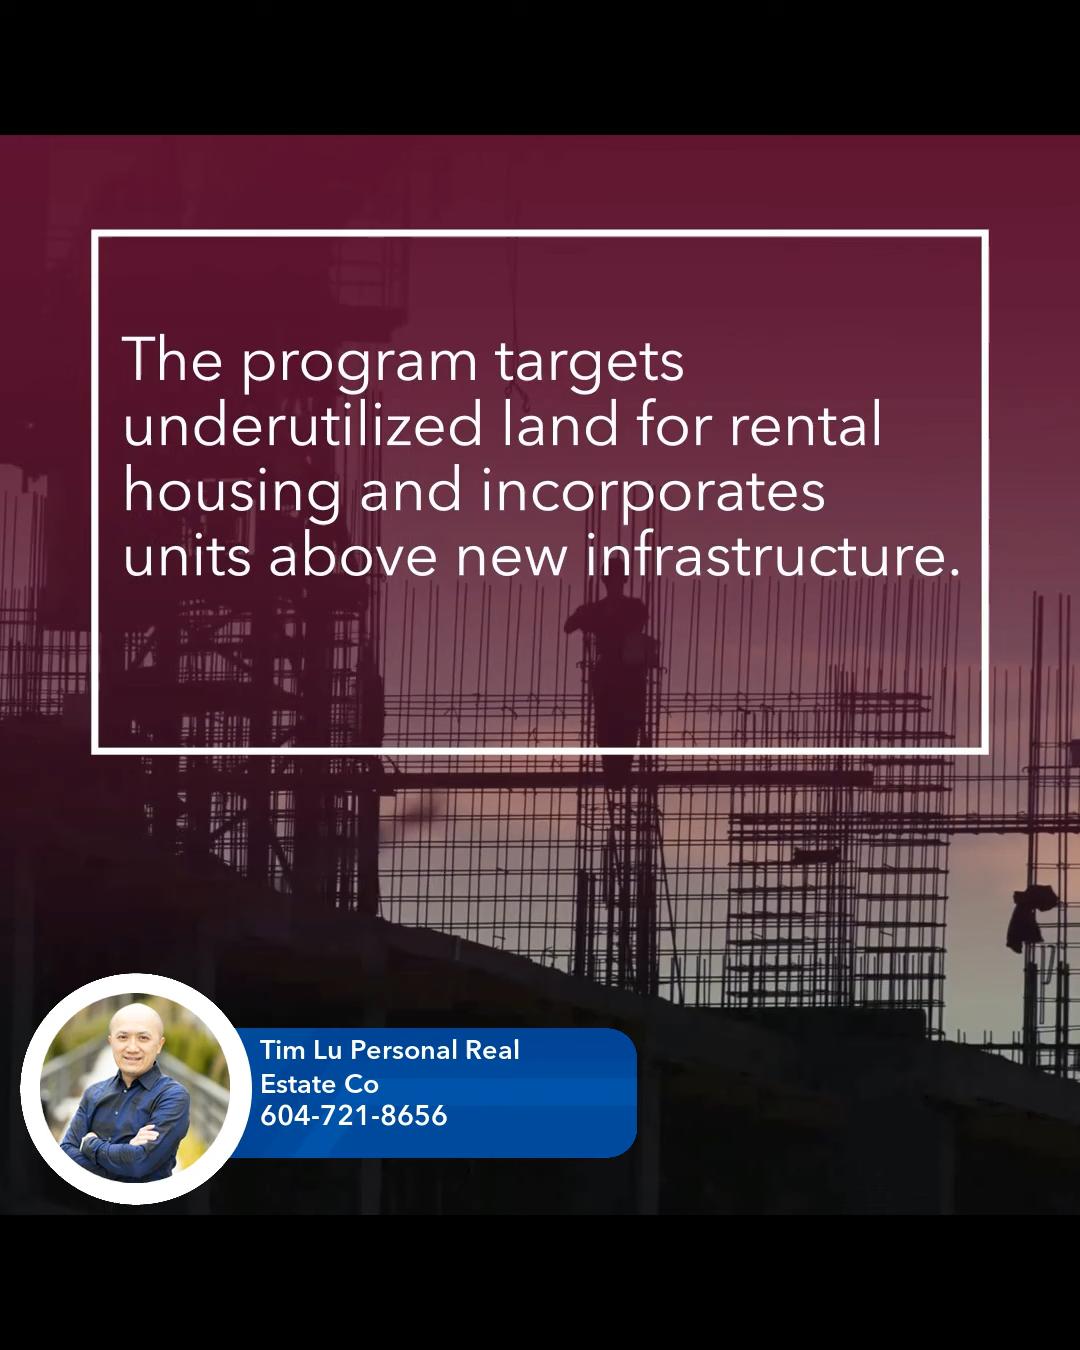 The program targets
underutilized land for rental
housing and incorporates
units above new infrastructure.
Tim Lu Personal Real
Estate Co
604-721-8656